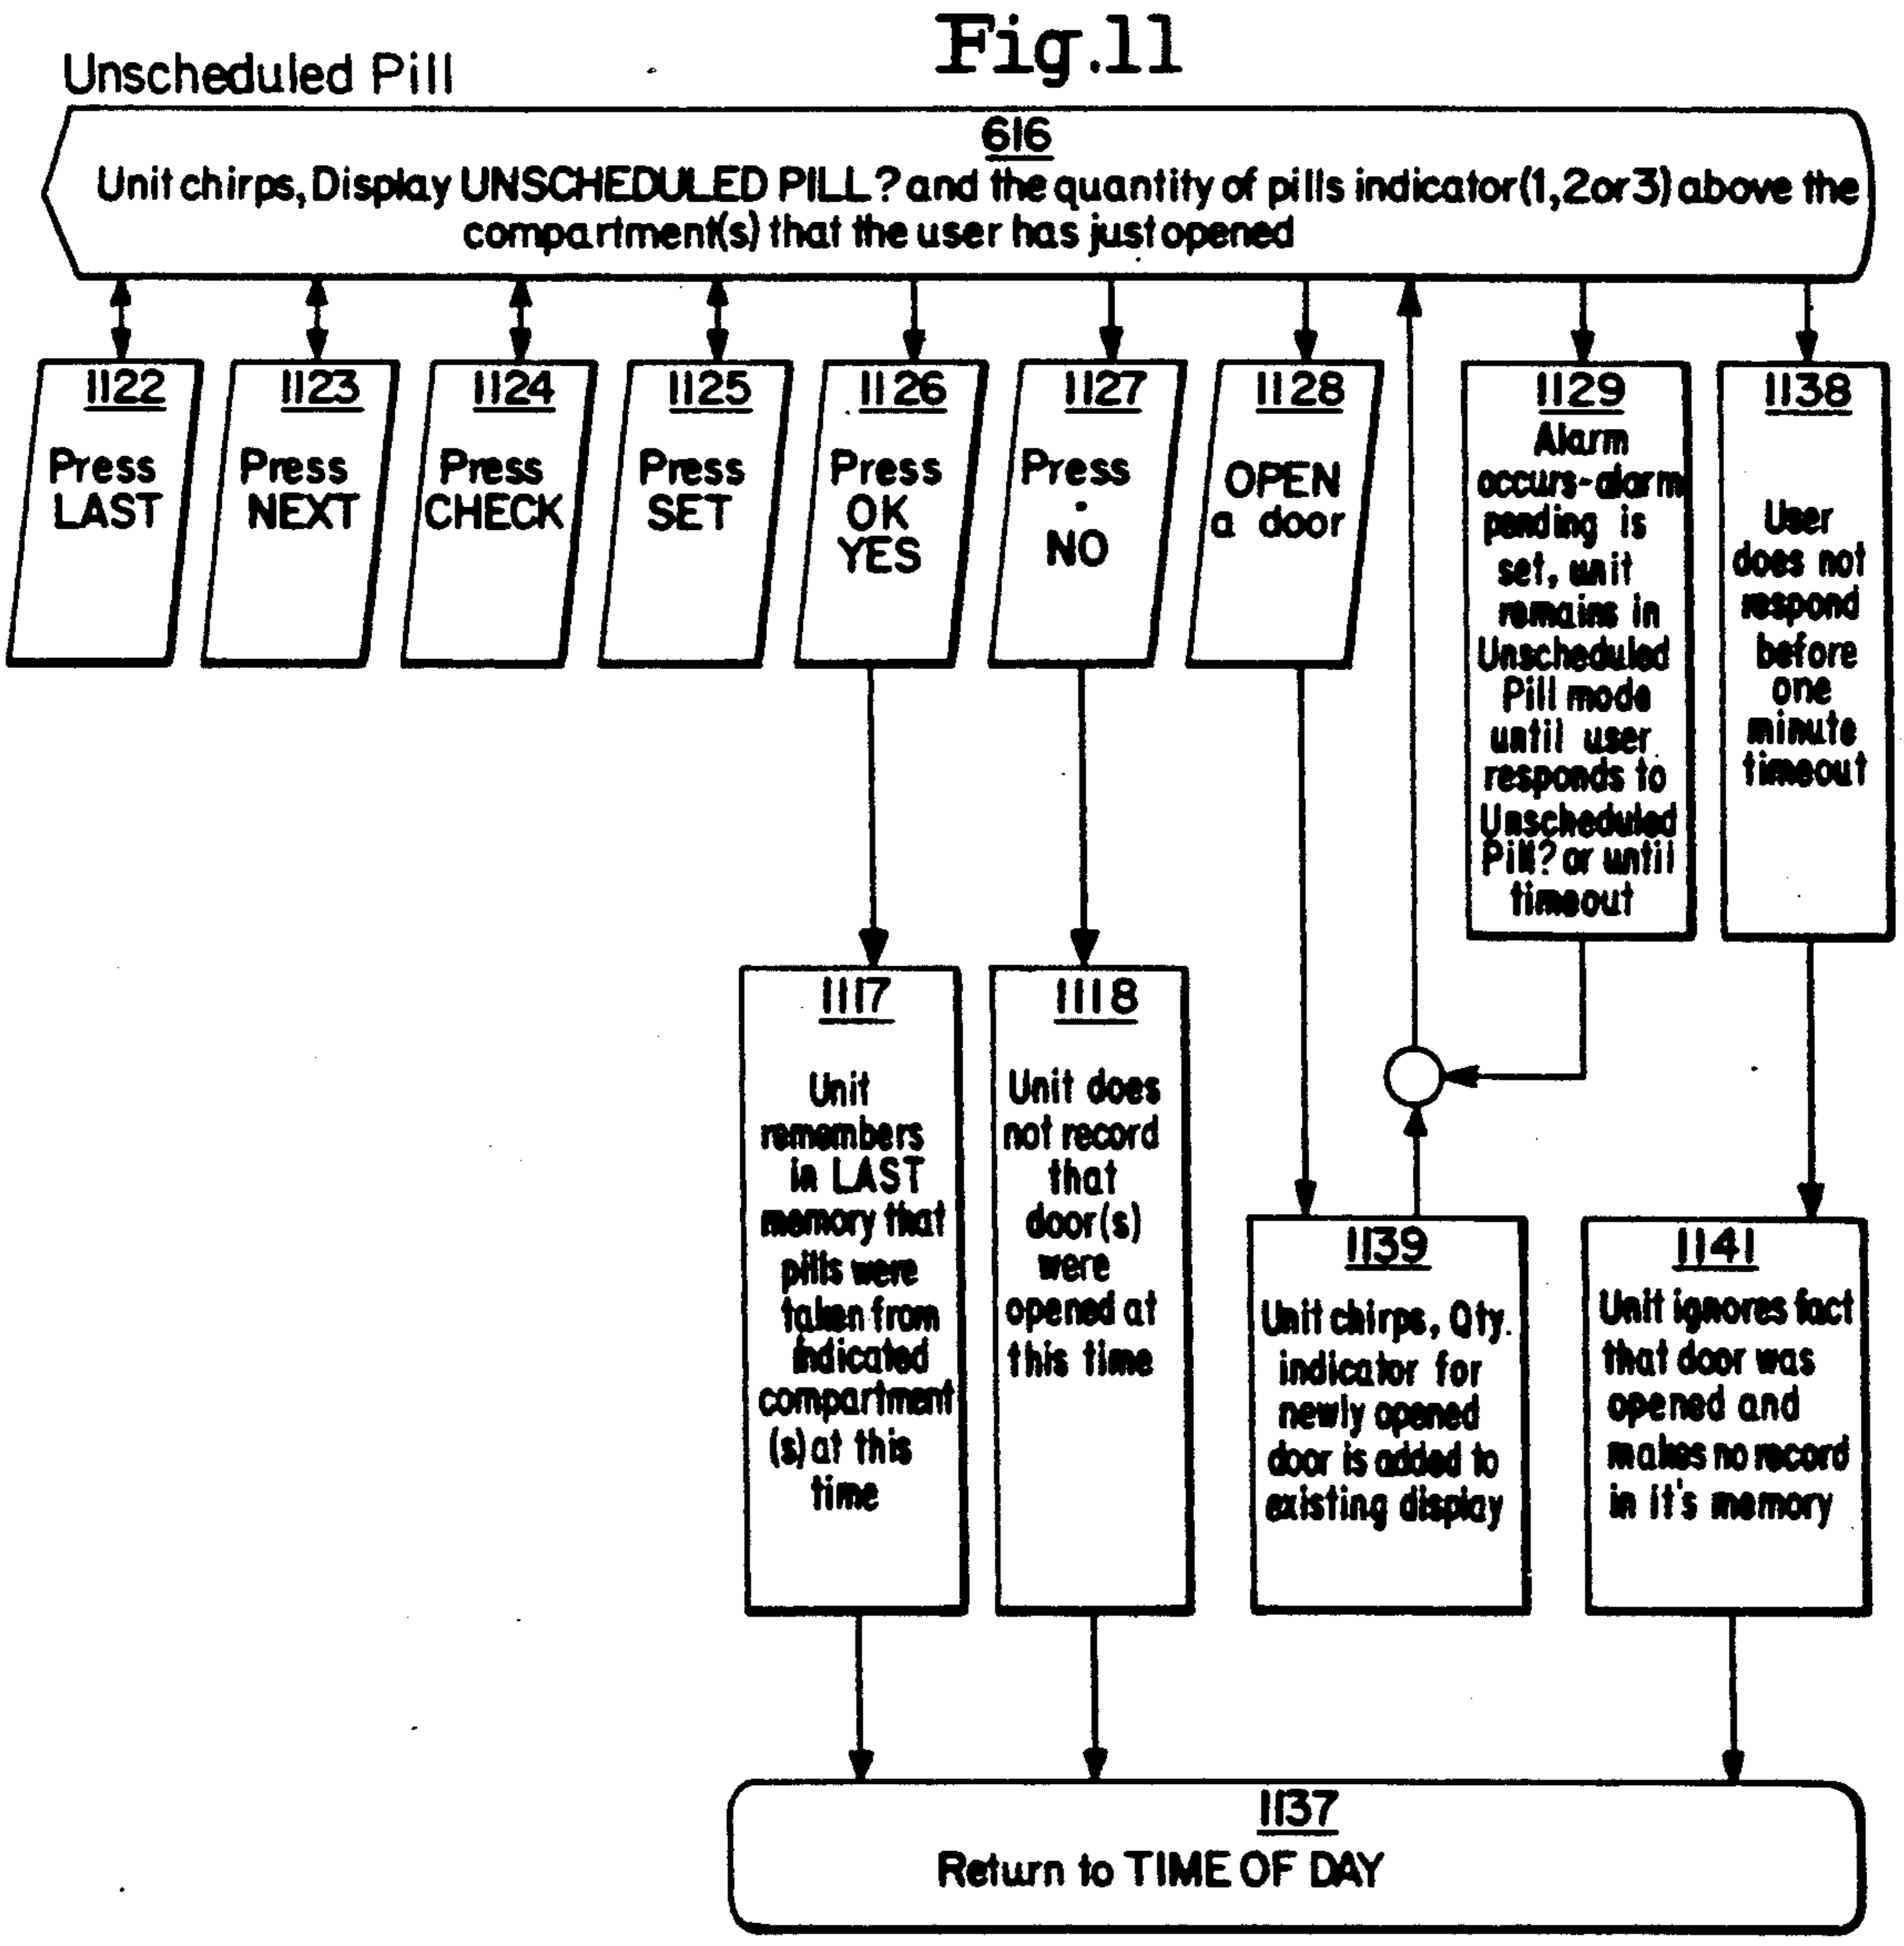 Fig.11
Unscheduled Pill
616
Unit chirps, Display UNSCHEDULED PILL? and the quantity of pills indicator (1,2 or 3) above the
compartment(s) that the user has just opened
1122
Press
LAST
1123
Press
NEXT
1124
Press
CHECK
1125
Press
SET
1126
Press
OK
YES
1127
Press
NO
1128
OPEN
a door
1129
Alarm
occurs-alarm
pending is
set, unit
remains in
Unscheduled
Pill mode
until user
responds to
Unscheduled
Pill? or until
timeout
1138
User
does not
respond
before
one
minute
timeout
1117
Unit
remembers
in LAST
memory that
pills were
taken from
indicated
compartment
(s) at this
time
1118
Unit does
not record
that
door(s)
were
opened at
this time
1139
Unit chirps, Qty.
indicator for
newly opened
door is added to
existing display
1141
Unit ignores fact
that door was
opened and
makes no record
in it's memory
1137
Return to TIME OF DAY